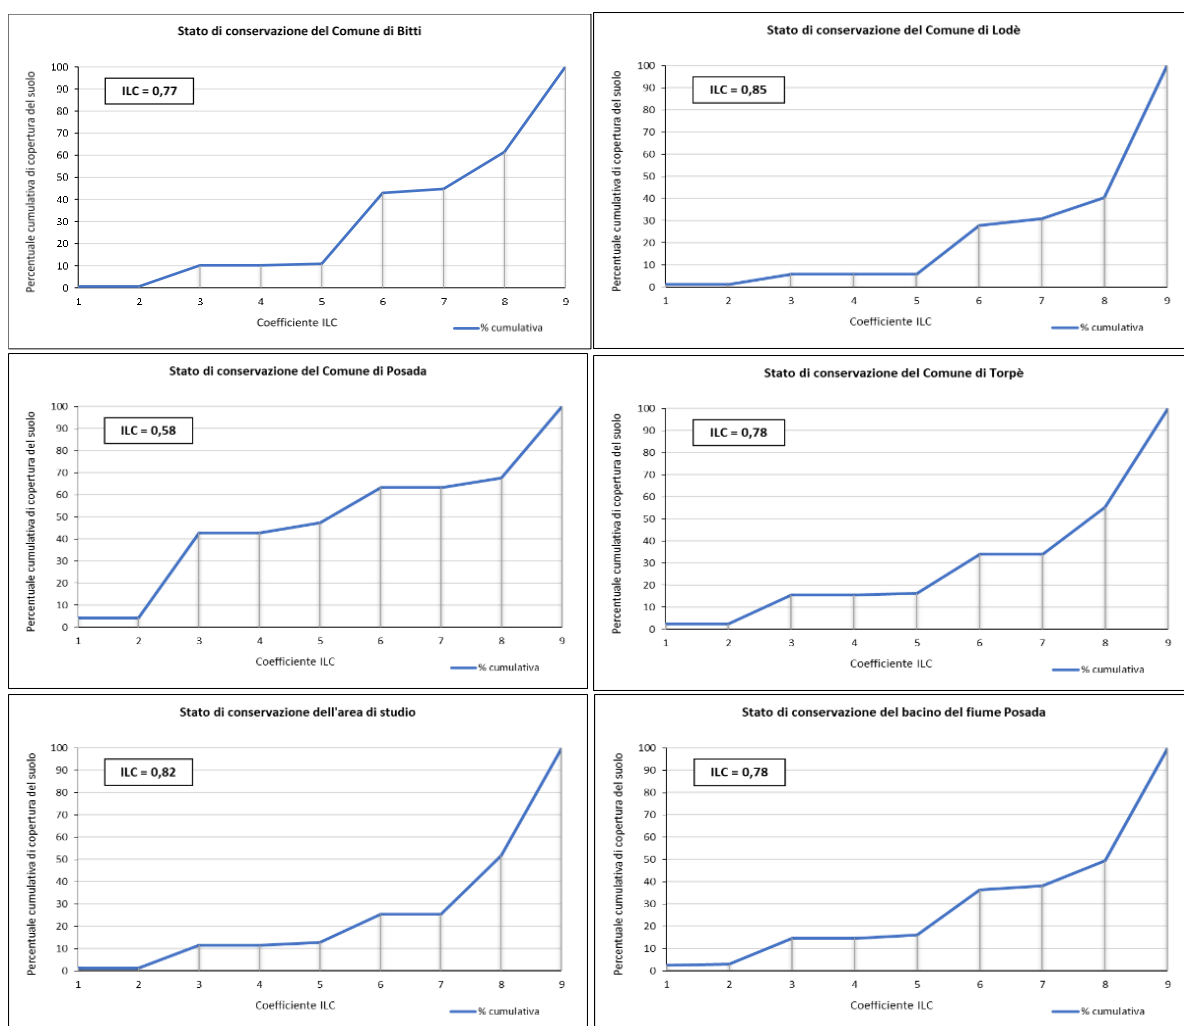 Stato di conservazione del Comune di Bitti
ILC = 0,77
Percentuale cumulativa di copertura del suolo
100
90
80
70
60
50
40
30
20
10
0
1 2 3 4 5 6 7 8 9
Coefficiente ILC
% cumulativa
Stato di conservazione del Comune di Lodè
ILC = 0,85
Percentuale cumulativa di copertura del suolo
100
90
80
70
60
50
40
30
20
10
0
1 2 3 4 5 6 7 8 9
Coefficiente ILC
% cumulativa
Stato di conservazione del Comune di Posada
ILC = 0,58
Percentuale cumulativa di copertura del suolo
100
90
80
70
60
50
40
30
20
10
0
1 2 3 4 5 6 7 8 9
Coefficiente ILC
% cumulativa
Stato di conservazione del Comune di Torpè
ILC = 0,78
Percentuale cumulativa di copertura del suolo
100
90
80
70
60
50
40
30
20
10
0
1 2 3 4 5 6 7 8 9
Coefficiente ILC
% cumulativa
Stato di conservazione dell'area di studio
ILC = 0,82
Percentuale cumulativa di copertura del suolo
100
90
80
70
60
50
40
30
20
10
0
1 2 3 4 5 6 7 8 9
Coefficiente ILC
% cumulativa
Stato di conservazione del bacino del fiume Posada
ILC = 0,78
Percentuale cumulativa di copertura del suolo
100
90
80
70
60
50
40
30
20
10
0
1 2 3 4 5 6 7 8 9
Coefficiente ILC
% cumulativa